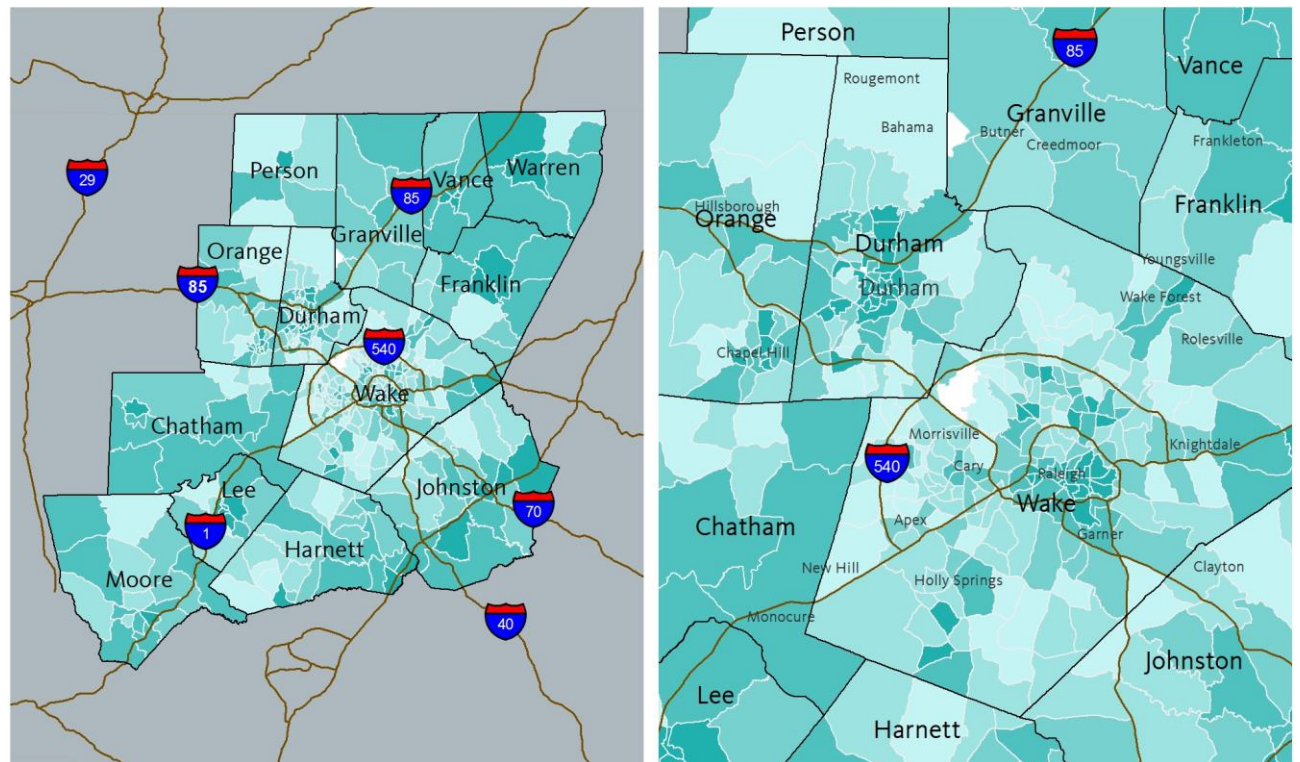 29
Person
Vance
Warren
85
Granville
Orange
85
Franklin
Durham
540
Wake
Chatham
Lee
Johnston
1
70
Harnett
Moore
40
Person
85
Vance
Rougemont
Granville
Bahama
Butner
Creedmoor
Frankleton
Hillsborough
Orange
Franklin
Durham
Youngsville
Durham
Wake Forest
Rolesville
Chapel Hill
Morrisville
Knightdale
540
Cary
Raleigh
Wake
Chatham
Apex
Garner
New Hill
Clayton
Holly Springs
Monocure
Johnston
Lee
Harnett